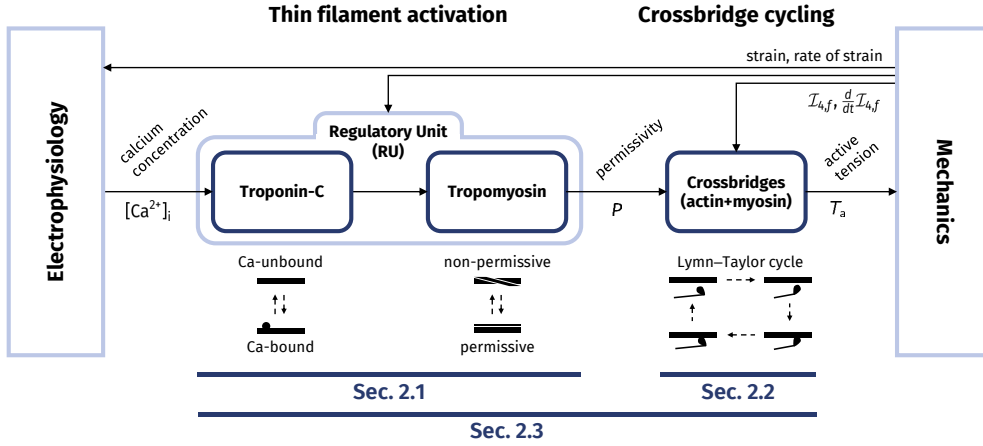 Thin filament activation
Crossbridge cycling
Electrophysiology
strain, rate of strain
calcium
concentration
[Ca²⁺]ᵢ
Regulatory Unit
(RU)
Troponin-C
Tropomyosin
permissivity
P
𝓘₄,f, d/dt 𝓘₄,f
Crossbridges
(actin+myosin)
active
tension
Tₐ
Mechanics
Ca-unbound
Ca-bound
non-permissive
permissive
Lymn–Taylor cycle
Sec. 2.1
Sec. 2.2
Sec. 2.3